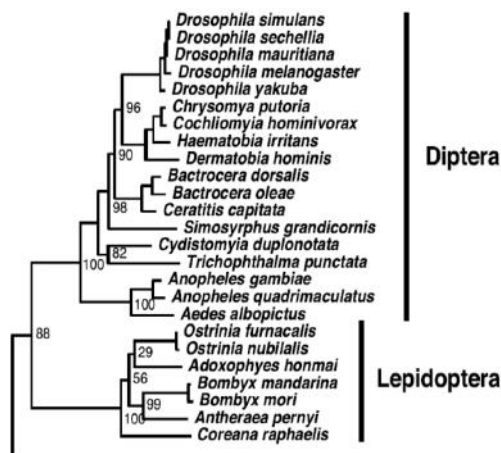 Drosophila simulans
Drosophila sechellia
Drosophila mauritiana
Drosophila melanogaster
Drosophila yakuba
96
Chrysomya putoria
Cochliomyia hominivorax
Haematobia irritans
90
Dermatobia hominis
Diptera
Bactrocera dorsalis
Bactrocera oleae
98
Ceratitis capitata
Simosyrphus grandicornis
82
Cydistomyia duplonotata
100
Trichophthalma punctata
Anopheles gambiae
100
Anopheles quadrimaculatus
Aedes albopictus
88
Ostrinia furnacalis
Ostrinia nubilalis
29
Adoxophyes honmai
56
Bombyx mandarina
Lepidoptera
99
Bombyx mori
100
Antheraea pernyi
Coreana raphaelis